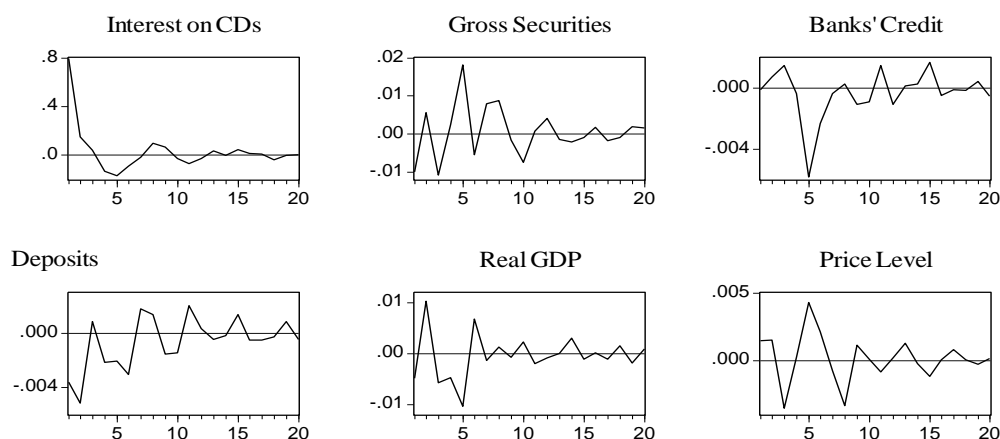 Interest on CDs
Gross Securities
Banks' Credit
.8
.4
.0
5 10 15 20
.02
.01
.00
-.01
5 10 15 20
.000
-.004
5 10 15 20
Deposits
Real GDP
Price Level
.000
-.004
5 10 15 20
.01
.00
-.01
5 10 15 20
.005
.000
5 10 15 20